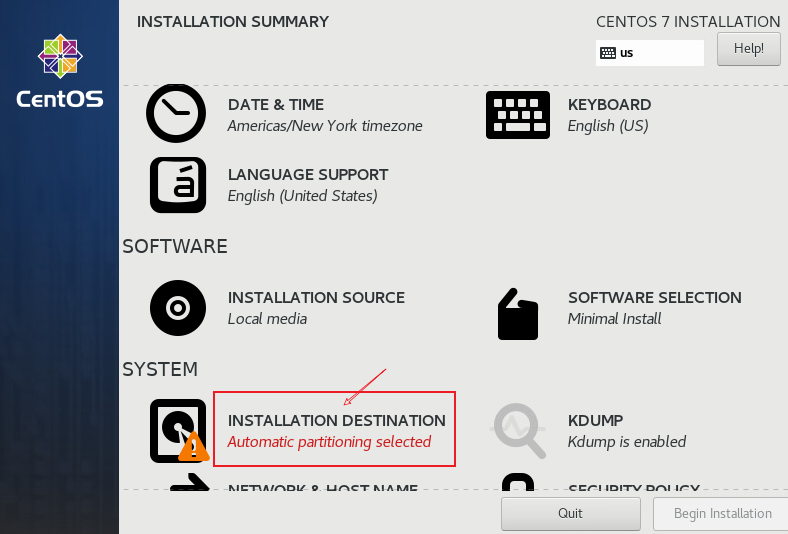 INSTALLATION SUMMARY
CENTOS 7 INSTALLATION
us
Help!
CentOS
DATE & TIME
Americas/New York timezone
KEYBOARD
English (US)
á
LANGUAGE SUPPORT
English (United States)
SOFTWARE
INSTALLATION SOURCE
Local media
SOFTWARE SELECTION
Minimal Install
SYSTEM
INSTALLATION DESTINATION
Automatic partitioning selected
KDUMP
Kdump is enabled
NETWORK & HOST NAME
SECURITY POLICY
Quit
Begin Installation